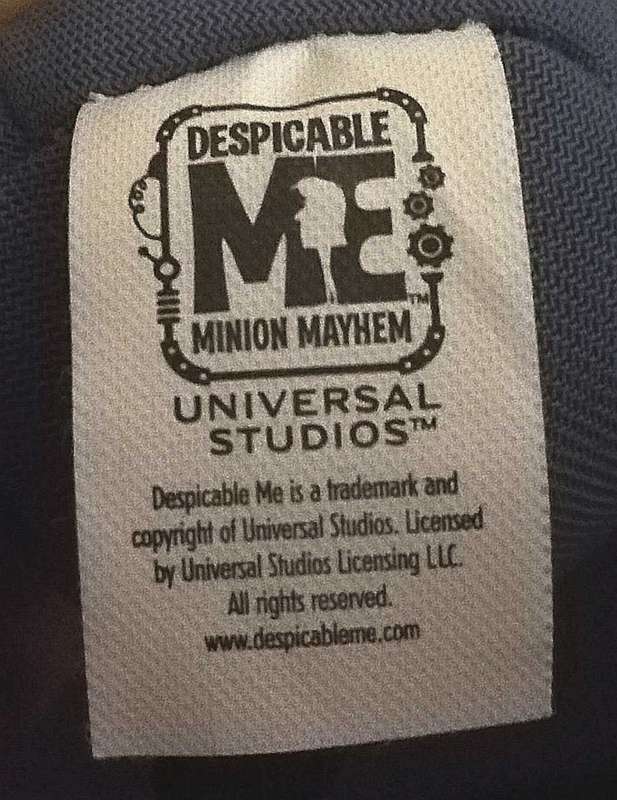 DESPICABLE
ME™
MINION MAYHEM
UNIVERSAL
STUDIOS™
Despicable Me is a trademark and
copyright of Universal Studios. Licensed
by Universal Studios Licensing LLC.
All rights reserved.
www.despicableme.com